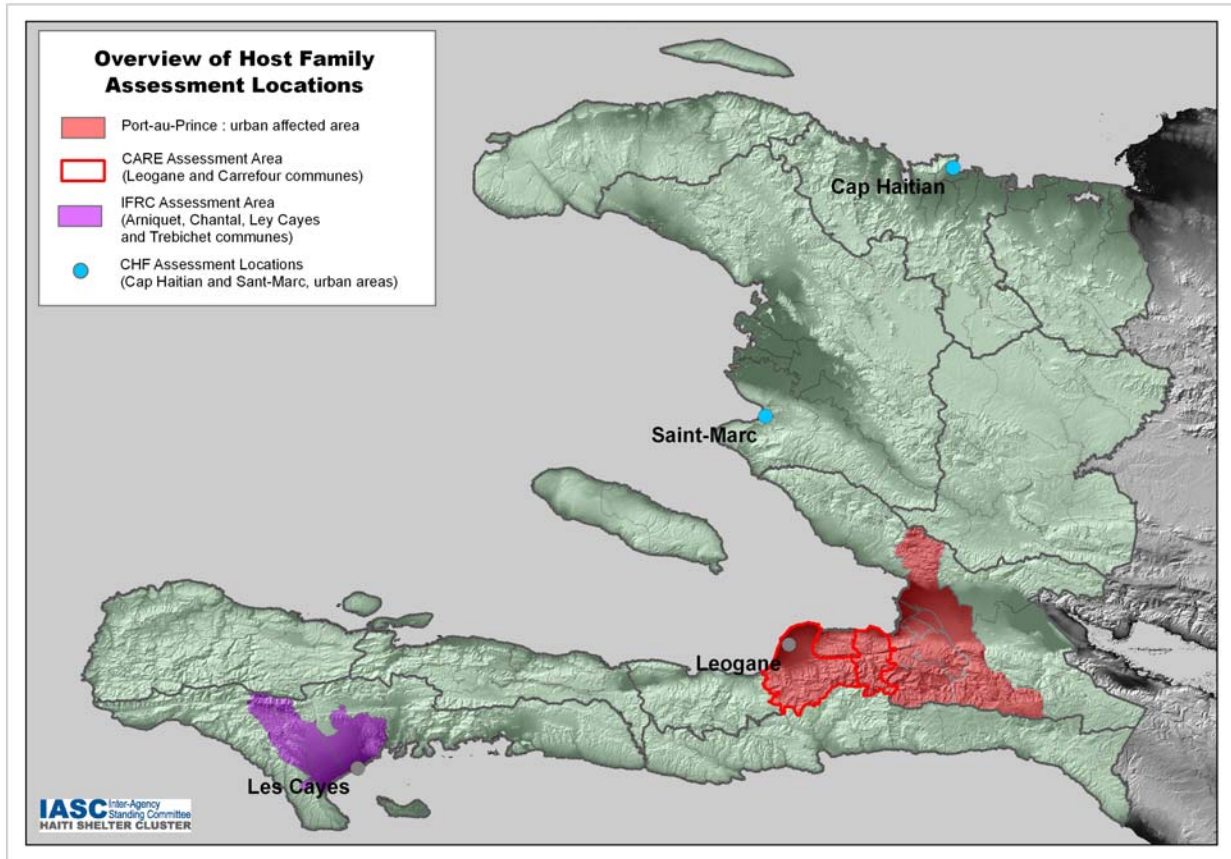 Overview of Host Family
Assessment Locations
Port-au-Prince : urban affected area
CARE Assessment Area
(Leogane and Carrefour communes)
IFRC Assessment Area
(Arniquet, Chantal, Ley Cayes
and Trebichet communes)
CHF Assessment Locations
(Cap Haitian and Sant-Marc, urban areas)
Cap Haitian
Saint-Marc
Leogane
Les Cayes
IASC Inter-Agency
Standing Committee
HAITI SHELTER CLUSTER